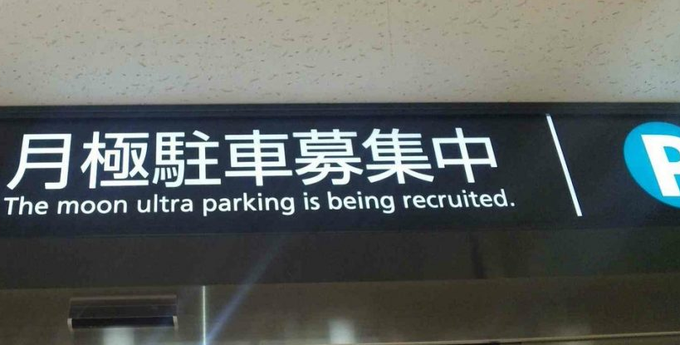 月極駐車募集中
The moon ultra parking is being recruited.
P